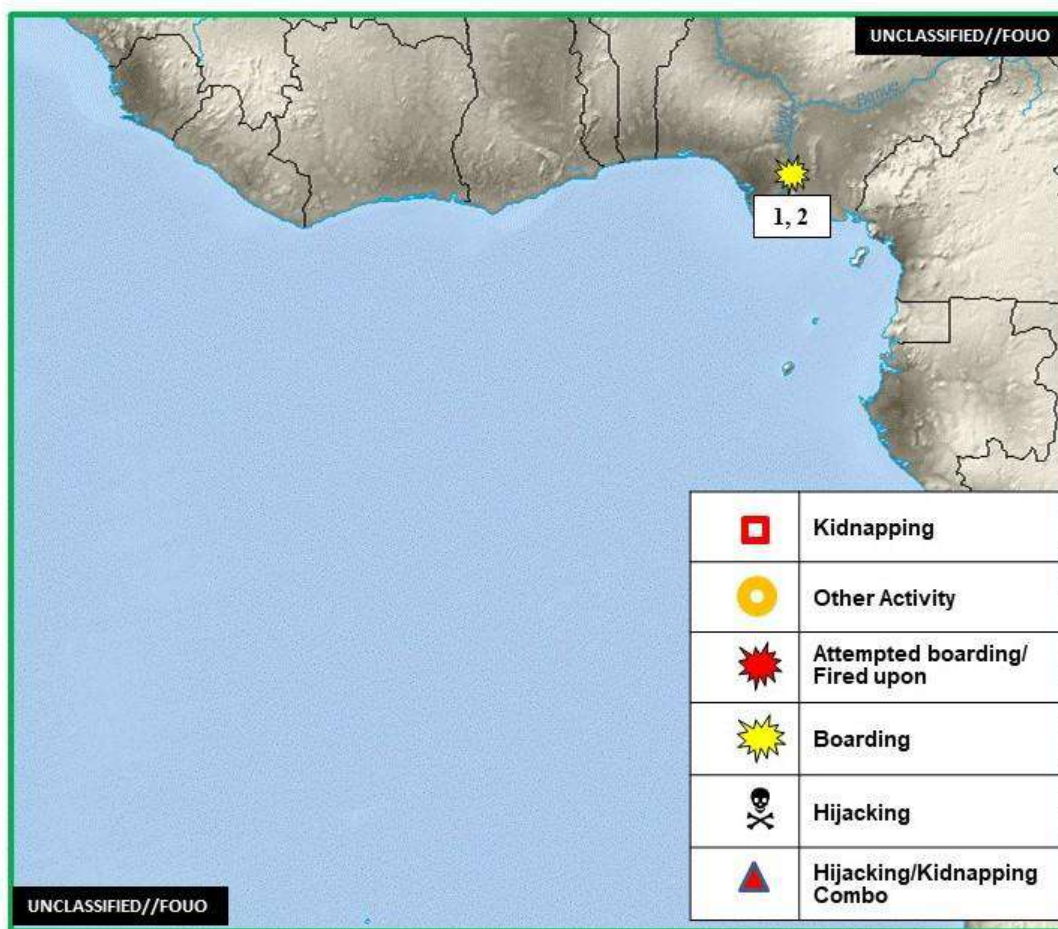 UNCLASSIFIED//FOUO
Benue
1, 2
Kidnapping
Other Activity
Attempted boarding/
Fired upon
Boarding
Hijacking
Hijacking/Kidnapping
Combo
UNCLASSIFIED//FOUO